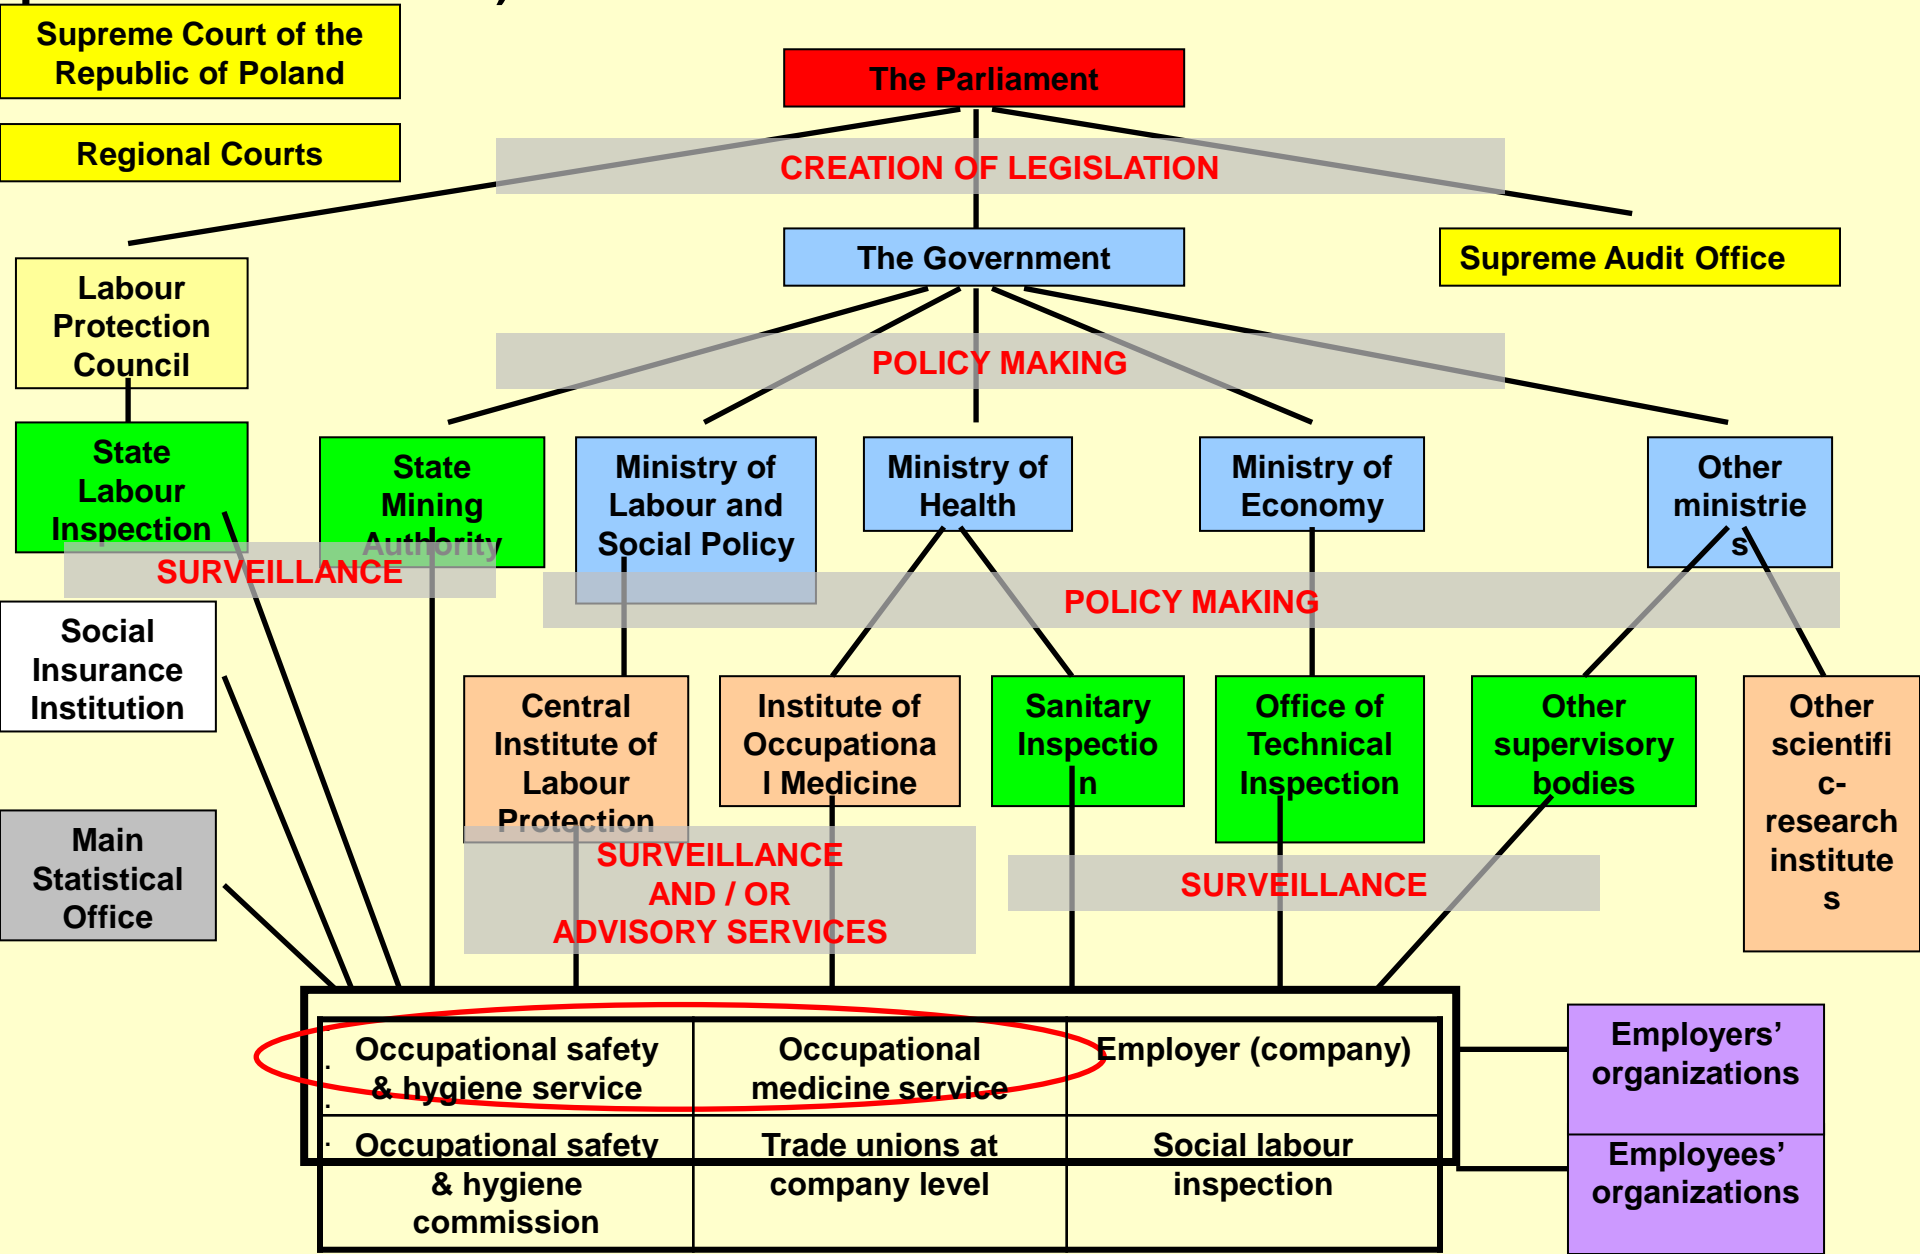 Supreme Court of the
Republic of Poland
The Parliament
Regional Courts
CREATION OF LEGISLATION
The Government
Supreme Audit Office
Labour
Protection
Council
POLICY MAKING
State
Labour
Inspection
State
Mining
Authority
Ministry of
Labour and
Social Policy
Ministry of
Health
Ministry of
Economy
Other
ministrie
s
SURVEILLANCE
POLICY MAKING
Social
Insurance
Institution
Central
Institute of
Labour
Protection
Institute of
Occupationa
l Medicine
Sanitary
Inspectio
n
Office of
Technical
Inspection
Other
supervisory
bodies
Other
scientifi
c-
research
institute
s
Main
Statistical
Office
SURVEILLANCE
AND / OR
ADVISORY SERVICES
SURVEILLANCE
Occupational safety
& hygiene service
Occupational
medicine service
Employer (company)
Occupational safety
& hygiene
commission
Trade unions at
company level
Social labour
inspection
Employers’
organizations
Employees’
organizations